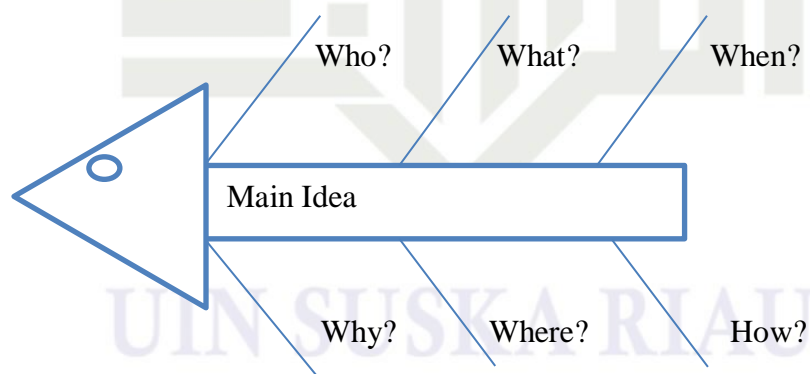 Who?
What?
When?
Main Idea
Why?
Where?
How?
UIN SUSKA RIAU